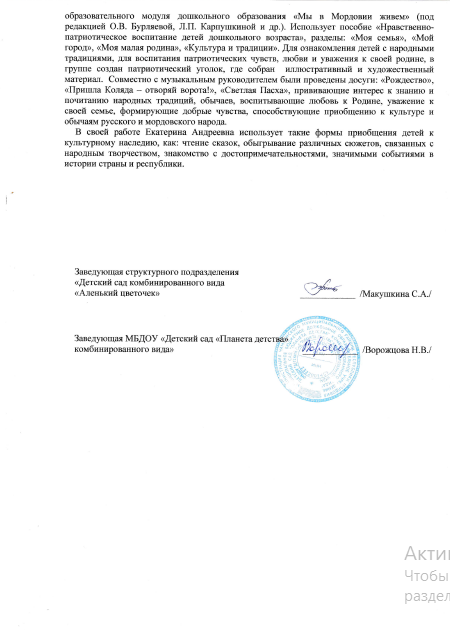 образовательного модуля дошкольного образования «Мы в Мордовии живем» (под
редакцией О.В. Бурляевой, Л.П. Карпушкиной и др.). Использует пособие «Нравственно-
патриотическое воспитание детей дошкольного возраста», разделы: «Моя семья», «Мой
город», «Моя малая родина», «Культура и традиции». Для ознакомления детей с народными
традициями, для воспитания патриотических чувств, любви и уважения к своей родине, в
группе создан патриотический уголок, где собран иллюстративный и художественный
материал. Совместно с музыкальным руководителем были проведены досуги: «Рождество»,
«Пришла Коляда – отворяй ворота!», «Светлая Пасха», прививающие интерес к знанию и
почитанию народных традиций, обычаев, воспитывающие любовь к Родине, уважение к
своей семье, формирующие добрые чувства, способствующие приобщению к культуре и
обычаям русского и мордовского народа.
В своей работе Екатерина Андреевна использует такие формы приобщения детей к
культурному наследию, как: чтение сказок, обыгрывание различных сюжетов, связанных с
народным творчеством, знакомство с достопримечательностями, значимыми событиями в
истории страны и республики.
Заведующая структурного подразделения
«Детский сад комбинированного вида
«Аленький цветочек» /Макушкина С.А./
Заведующая МБДОУ «Детский сад «Планета детства»
комбинированного вида» /Ворожцова Н.В./
Акти
Чтобы
раздел